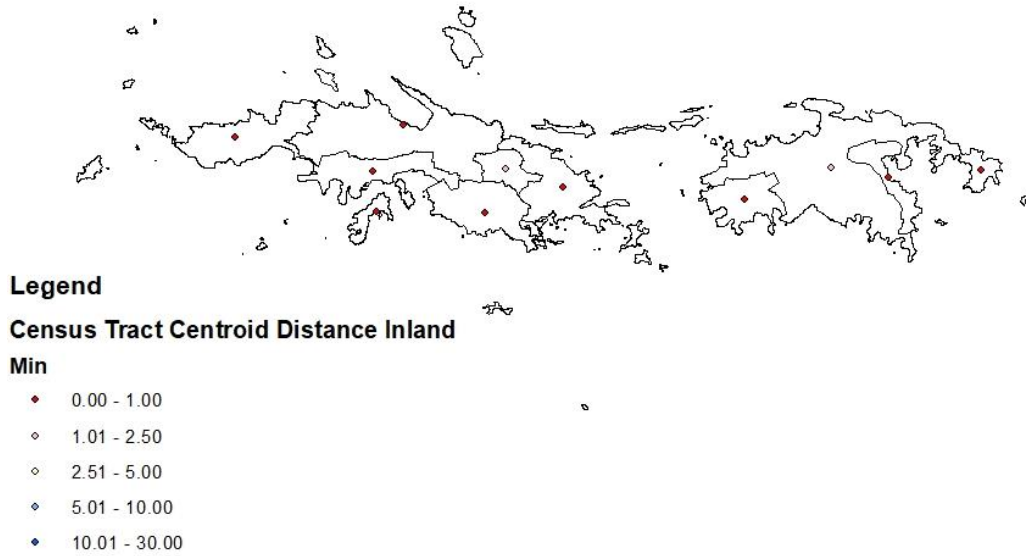 Legend
Census Tract Centroid Distance Inland
Min
0.00 - 1.00
1.01 - 2.50
2.51 - 5.00
5.01 - 10.00
10.01 - 30.00